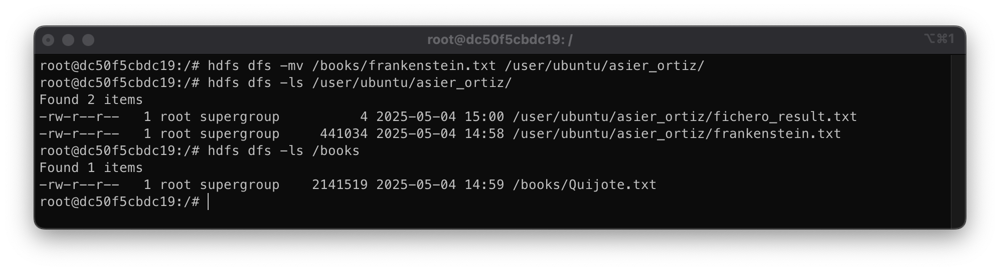 root@dc50f5cbdc19: /
⌥⌘1
root@dc50f5cbdc19:/# hdfs dfs -mv /books/frankenstein.txt /user/ubuntu/asier_ortiz/
root@dc50f5cbdc19:/# hdfs dfs -ls /user/ubuntu/asier_ortiz/
Found 2 items
-rw-r--r--   1 root supergroup          4 2025-05-04 15:00 /user/ubuntu/asier_ortiz/fichero_result.txt
-rw-r--r--   1 root supergroup     441034 2025-05-04 14:58 /user/ubuntu/asier_ortiz/frankenstein.txt
root@dc50f5cbdc19:/# hdfs dfs -ls /books
Found 1 items
-rw-r--r--   1 root supergroup    2141519 2025-05-04 14:59 /books/Quijote.txt
root@dc50f5cbdc19:/#